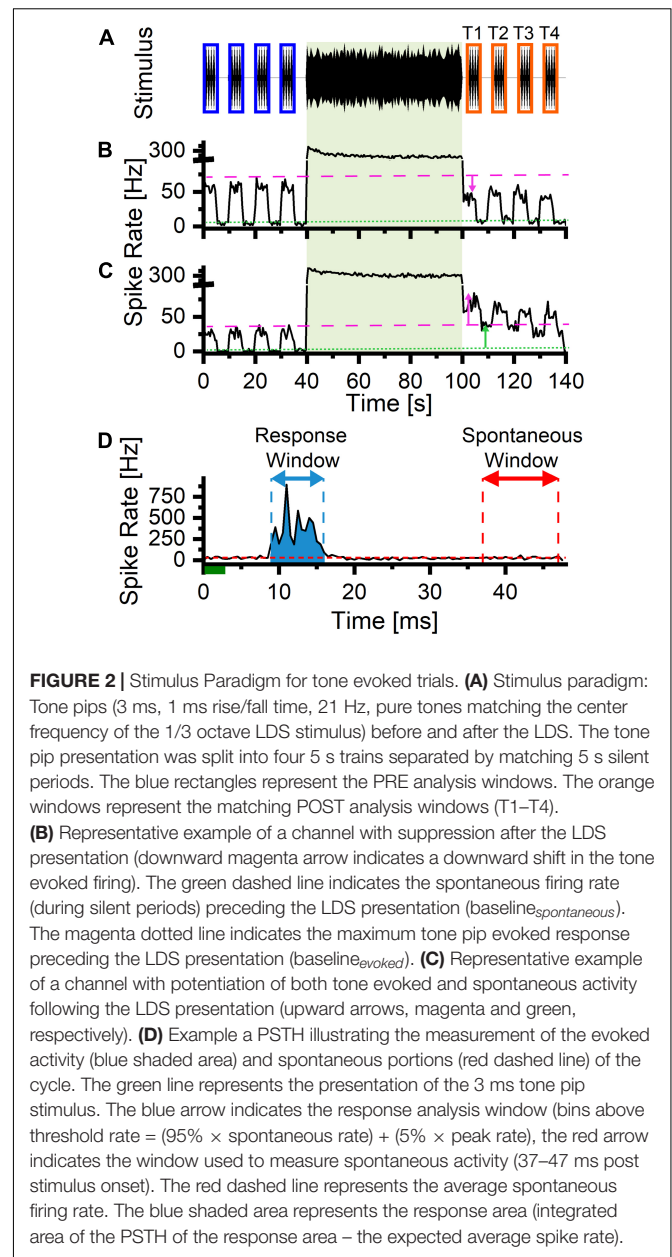 A
Stimulus
T1 T2 T3 T4
B
300
50
0
Spike Rate [Hz]
C
300
50
0
0 20 40 60 80 100 120 140
Time [s]
D
Response
Window
Spontaneous
Window
Spike Rate [Hz]
750
500
250
0
0 10 20 30 40
Time [ms]
FIGURE 2 | Stimulus Paradigm for tone evoked trials. (A) Stimulus paradigm:
Tone pips (3 ms, 1 ms rise/fall time, 21 Hz, pure tones matching the center
frequency of the 1/3 octave LDS stimulus) before and after the LDS. The tone
pip presentation was split into four 5 s trains separated by matching 5 s silent
periods. The blue rectangles represent the PRE analysis windows. The orange
windows represent the matching POST analysis windows (T1–T4).
(B) Representative example of a channel with suppression after the LDS
presentation (downward magenta arrow indicates a downward shift in the tone
evoked firing). The green dashed line indicates the spontaneous firing rate
(during silent periods) preceding the LDS presentation (baselinespontaneous).
The magenta dotted line indicates the maximum tone pip evoked response
preceding the LDS presentation (baselineevoked). (C) Representative example
of a channel with potentiation of both tone evoked and spontaneous activity
following the LDS presentation (upward arrows, magenta and green,
respectively). (D) Example a PSTH illustrating the measurement of the evoked
activity (blue shaded area) and spontaneous portions (red dashed line) of the
cycle. The green line represents the presentation of the 3 ms tone pip
stimulus. The blue arrow indicates the response analysis window (bins above
threshold rate = (95% × spontaneous rate) + (5% × peak rate), the red arrow
indicates the window used to measure spontaneous activity (37–47 ms post
stimulus onset). The red dashed line represents the average spontaneous
firing rate. The blue shaded area represents the response area (integrated
area of the PSTH of the response area – the expected average spike rate).